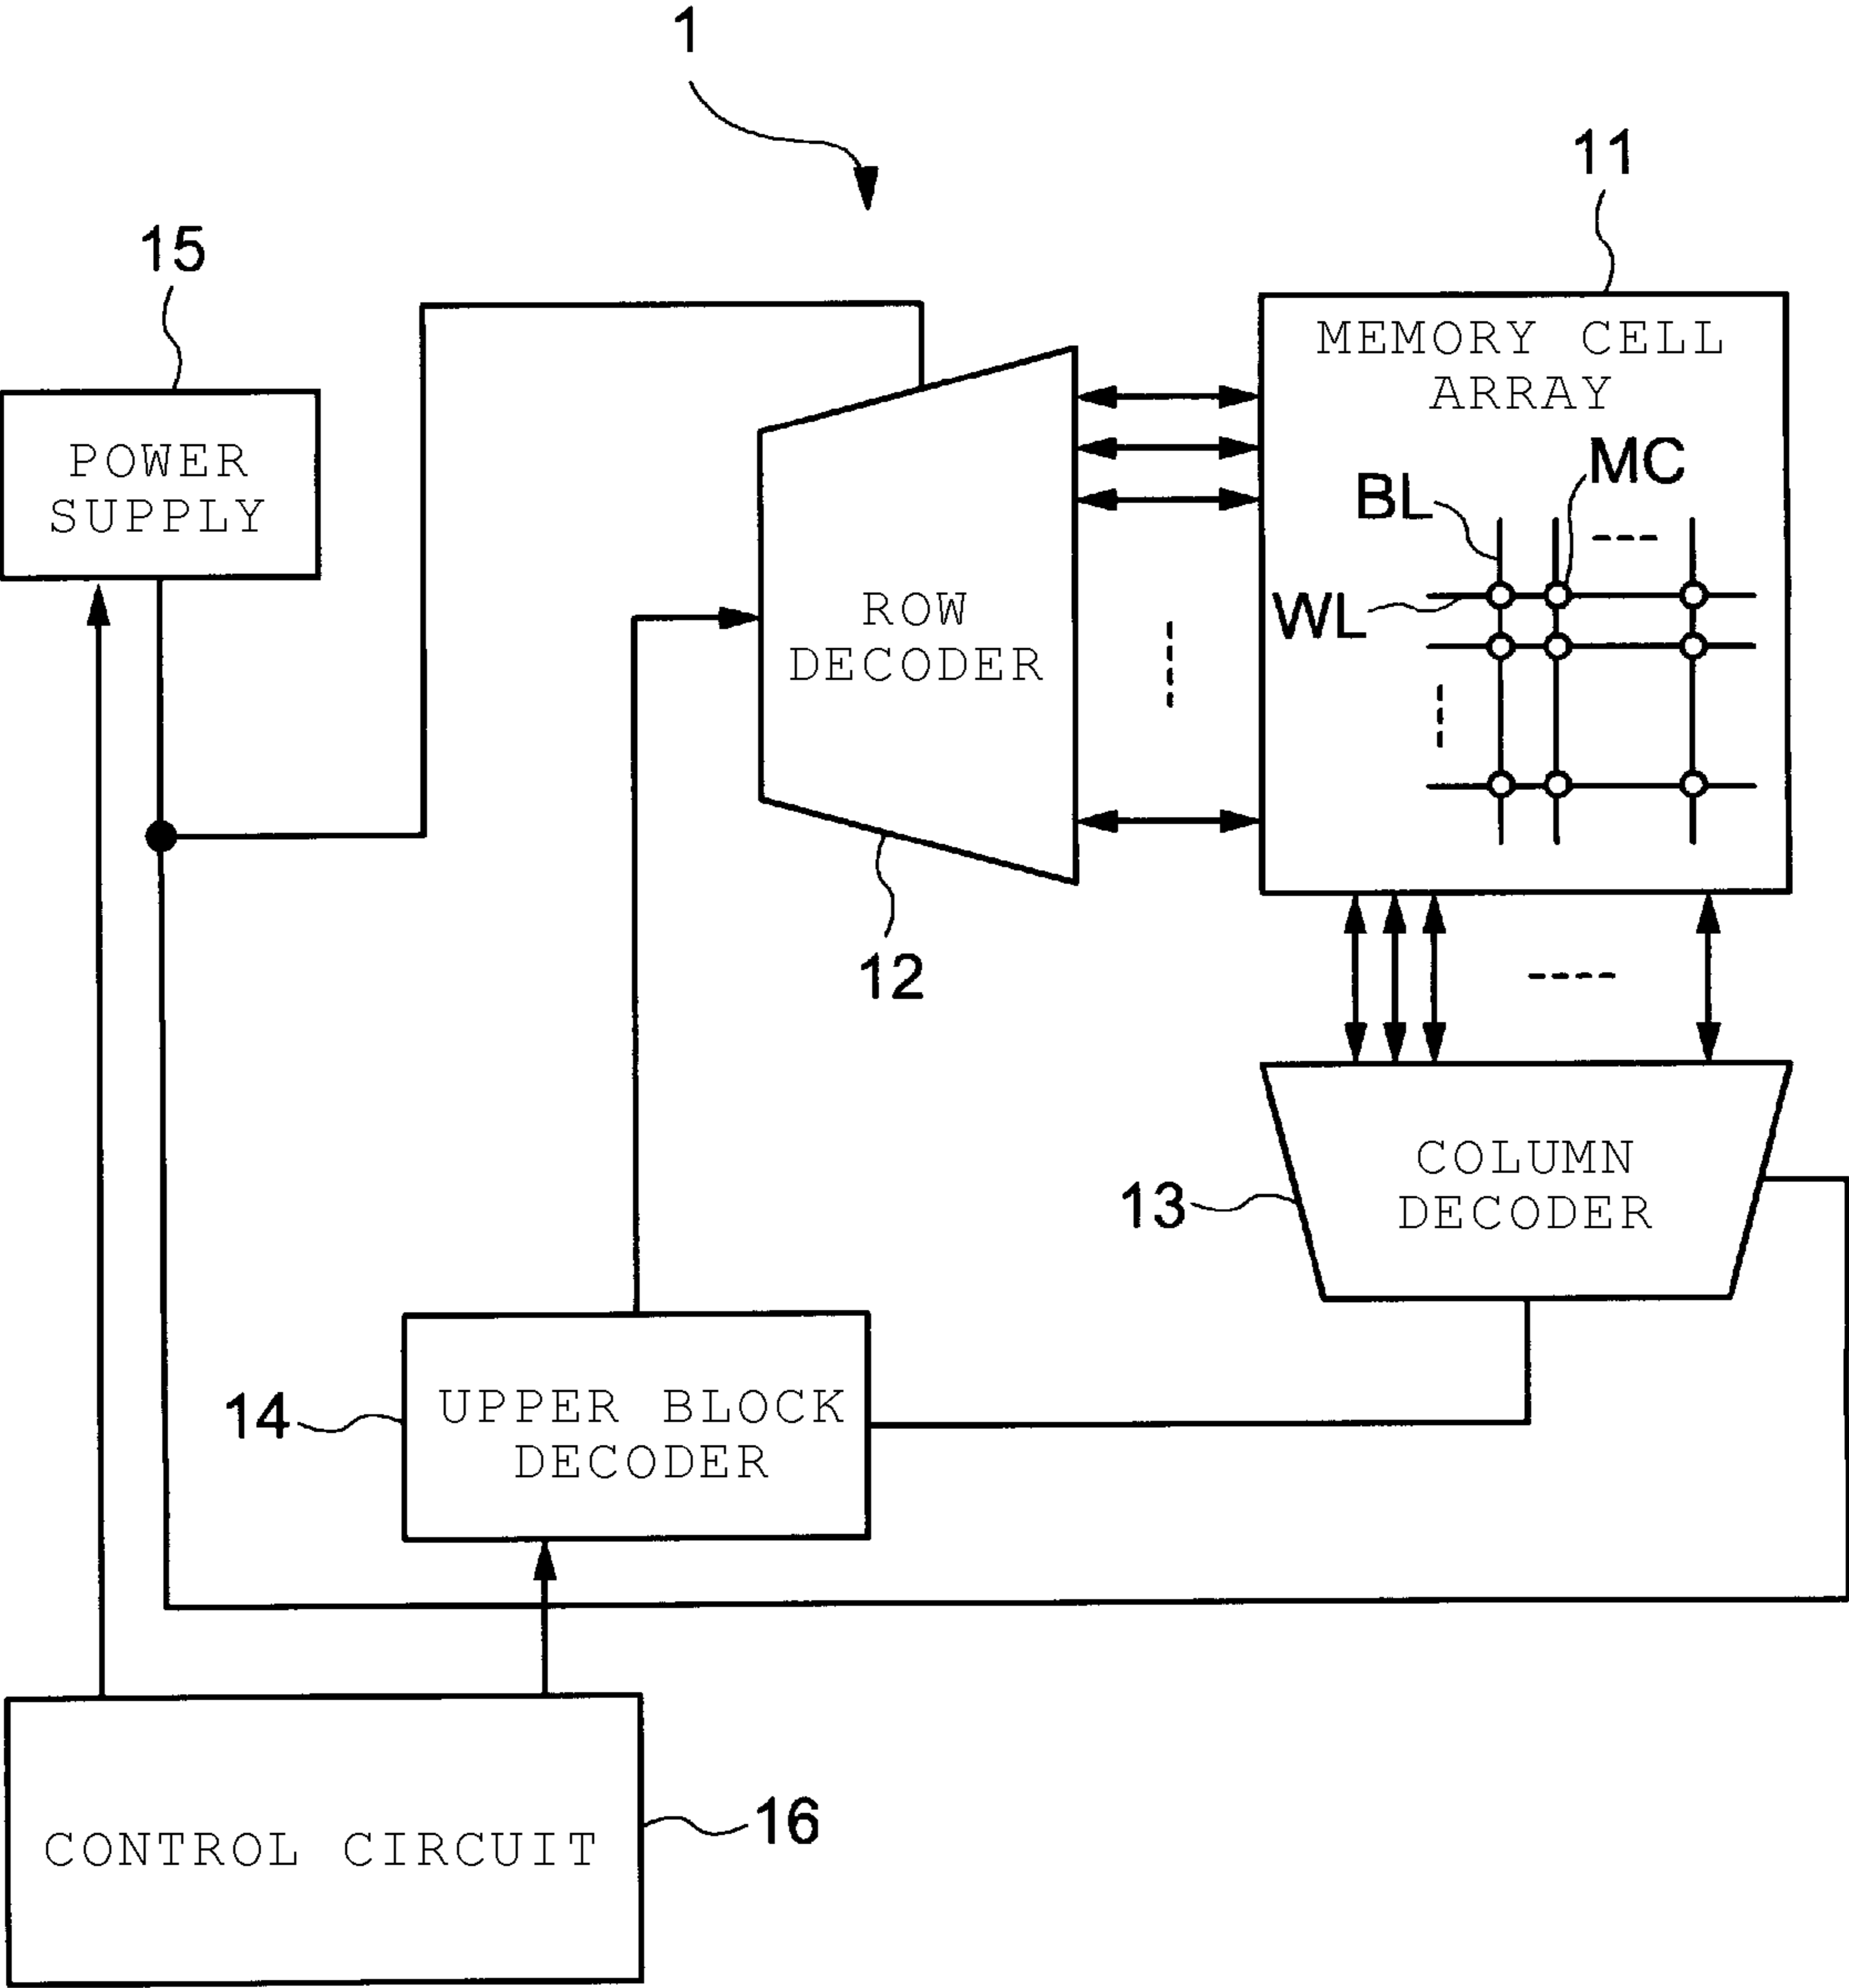 1
11
15
MEMORY CELL
ARRAY
POWER
SUPPLY
MC
BL
WL
ROW
DECODER
12
COLUMN
DECODER
13
UPPER BLOCK
DECODER
14
CONTROL CIRCUIT
16